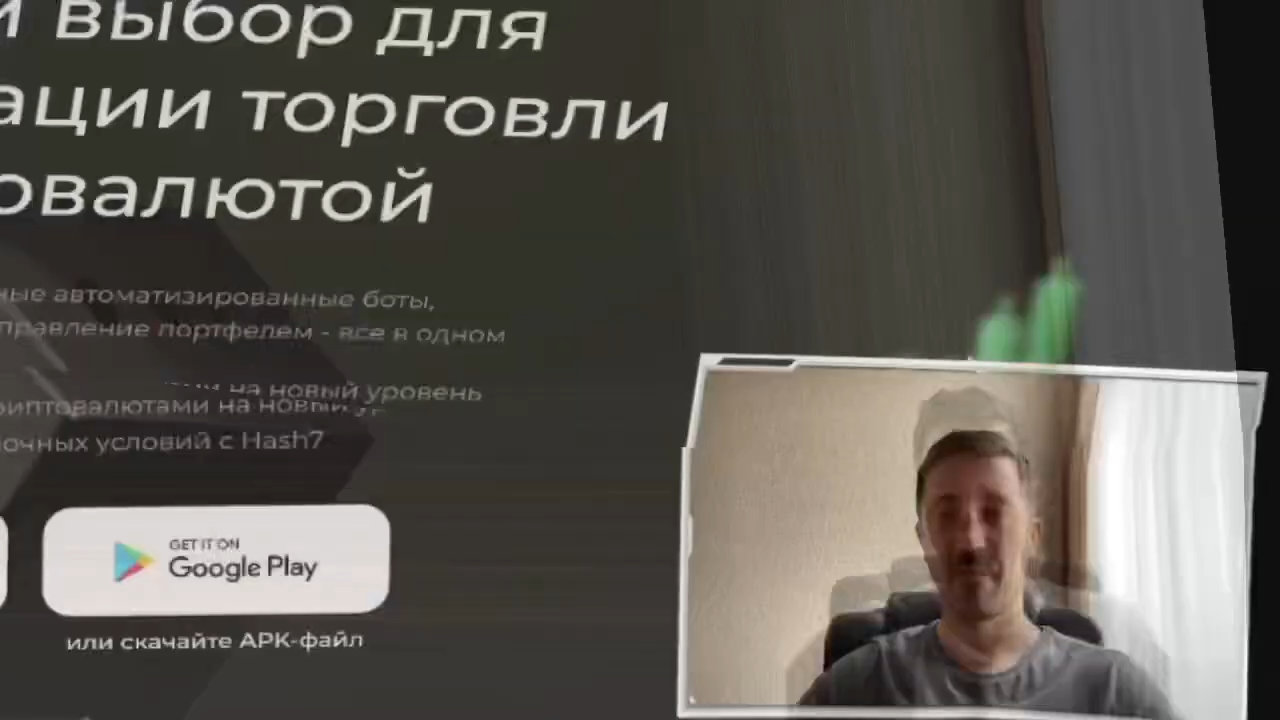 й выбор для
ации торговли
овалютой
ные автоматизированные боты,
правление портфелем - все в одном
на новый уровень
риптовалютами на новый
очных условий с Hash7
GET IT ON
Google Play
или скачайте APK-файл